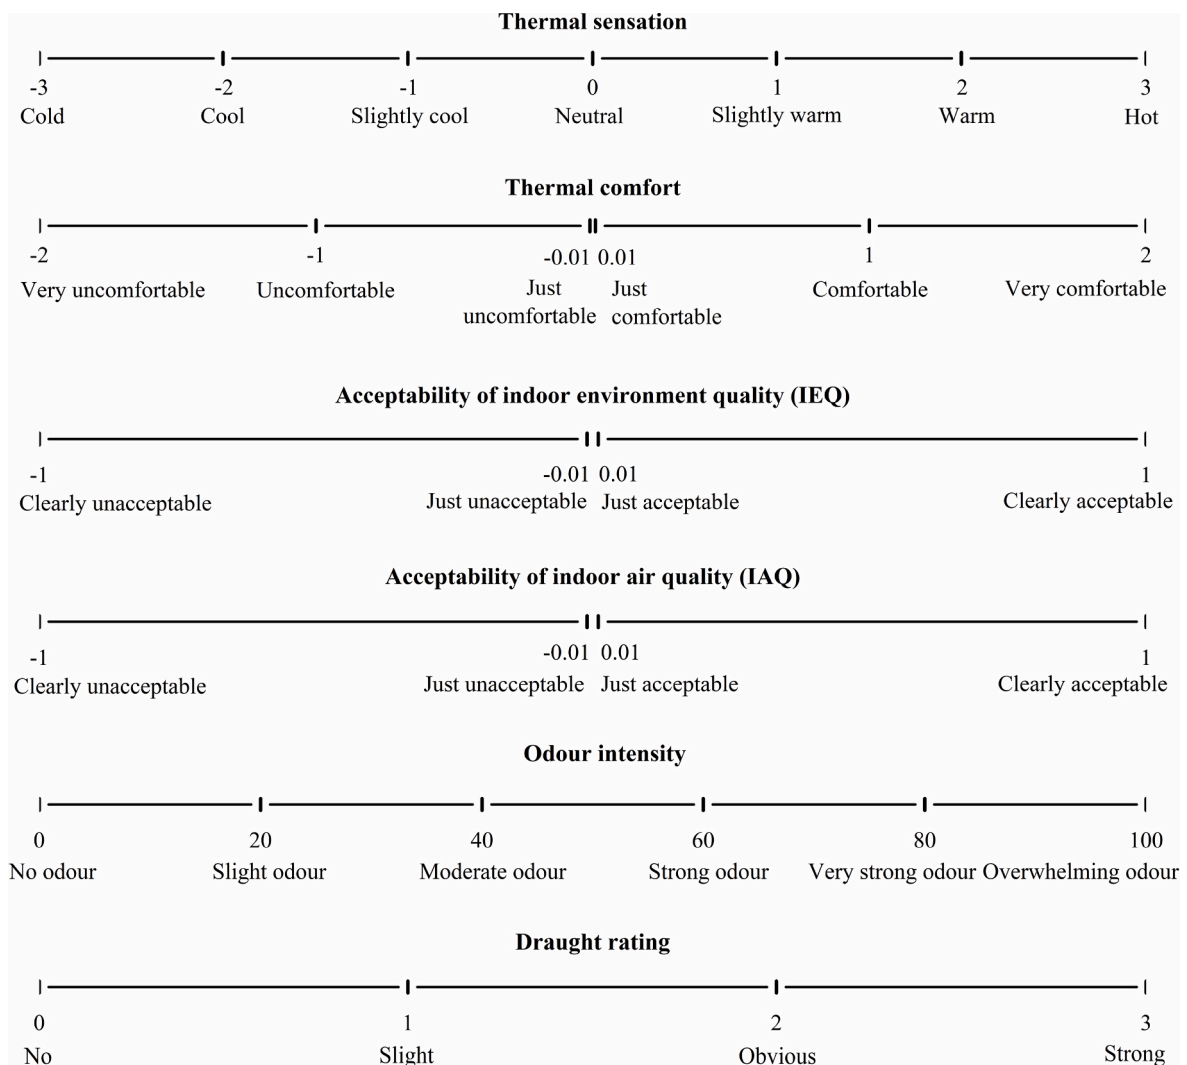 Thermal sensation
-3 -2 -1 0 1 2 3
Cold Cool Slightly cool Neutral Slightly warm Warm Hot
Thermal comfort
-2 -1 -0.01 0.01 1 2
Very uncomfortable Uncomfortable Just Just Comfortable Very comfortable
uncomfortable comfortable
Acceptability of indoor environment quality (IEQ)
-1 -0.01 0.01 1
Clearly unacceptable Just unacceptable Just acceptable Clearly acceptable
Acceptability of indoor air quality (IAQ)
-1 -0.01 0.01 1
Clearly unacceptable Just unacceptable Just acceptable Clearly acceptable
Odour intensity
0 20 40 60 80 100
No odour Slight odour Moderate odour Strong odour Very strong odour Overwhelming odour
Draught rating
0 1 2 3
No Slight Obvious Strong